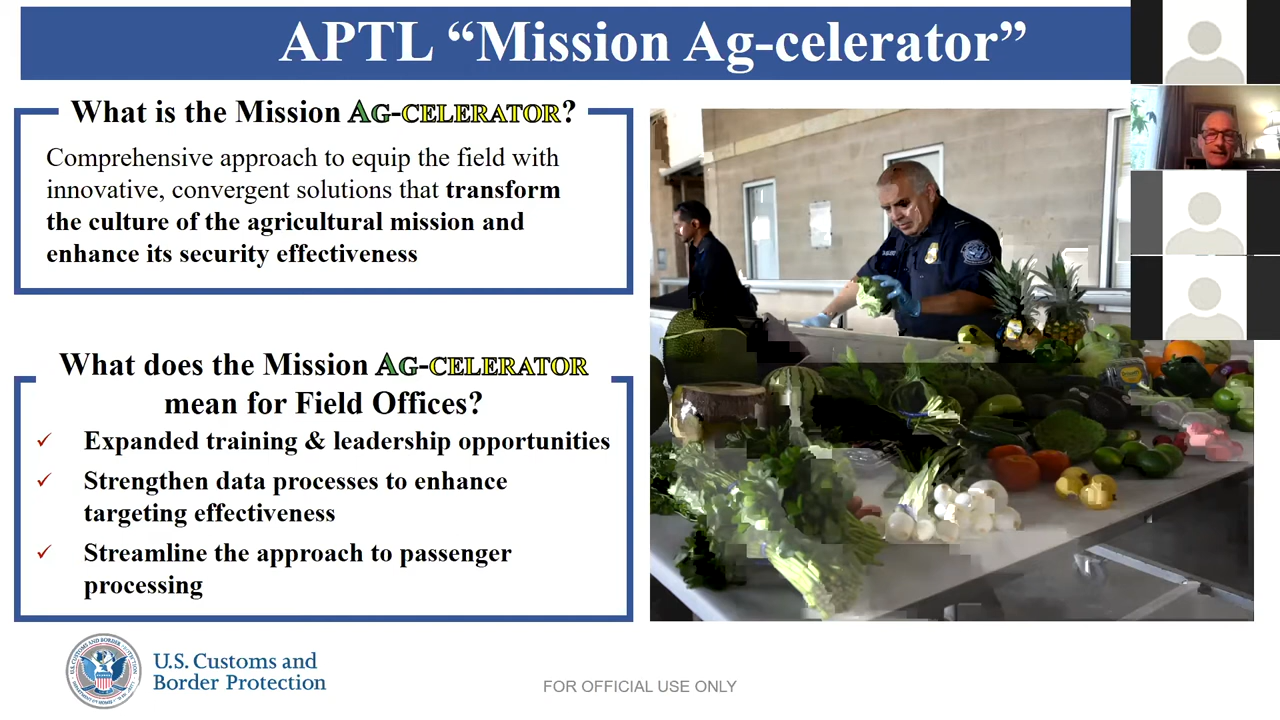 APTL “Mission Ag-celerator”
What is the Mission AG-CELERATOR?
Comprehensive approach to equip the field with
innovative, convergent solutions that transform
the culture of the agricultural mission and
enhance its security effectiveness
What does the Mission AG-CELERATOR
mean for Field Offices?
✓ Expanded training & leadership opportunities
✓ Strengthen data processes to enhance
targeting effectiveness
✓ Streamline the approach to passenger
processing
U.S. Customs and
Border Protection
FOR OFFICIAL USE ONLY